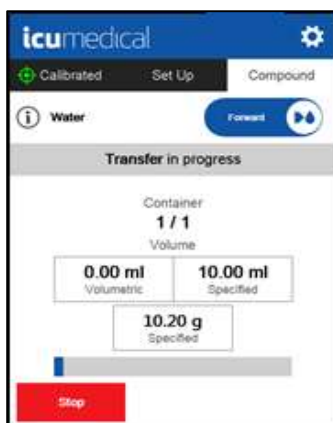 icumedical
Calibrated Set Up Compound
i Water Forward
Transfer in progress
Container
1 / 1
Volume
0.00 ml 10.00 ml
Volumetric Specified
10.20 g
Specified
Stop